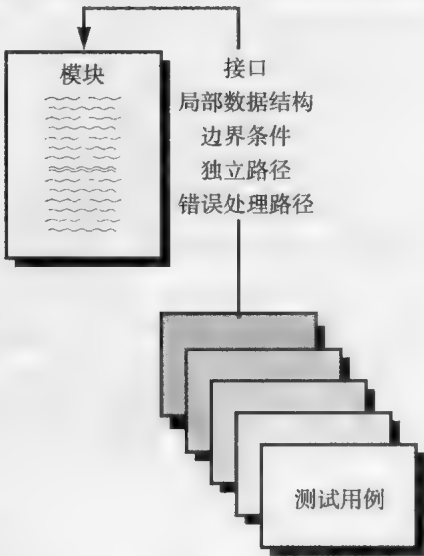 模块
接口
局部数据结构
边界条件
独立路径
错误处理路径
测试用例